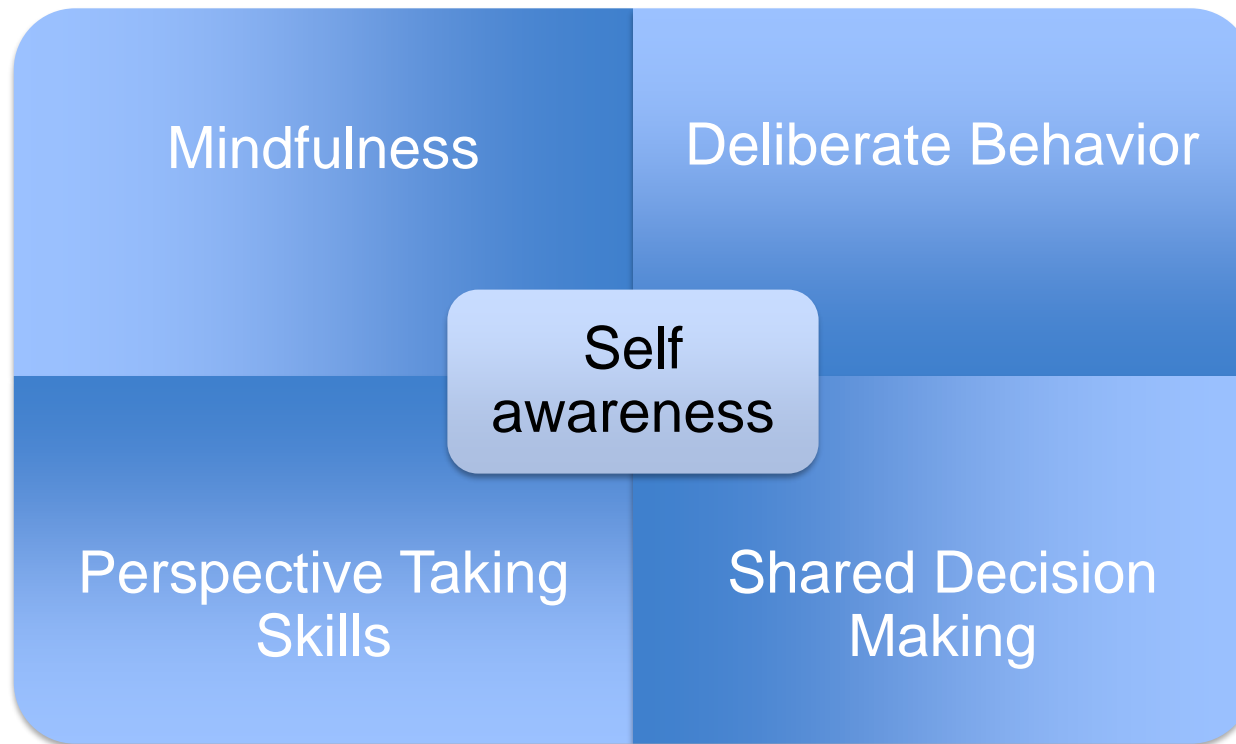 Mindfulness
Deliberate Behavior
Self
awareness
Perspective Taking
Skills
Shared Decision
Making